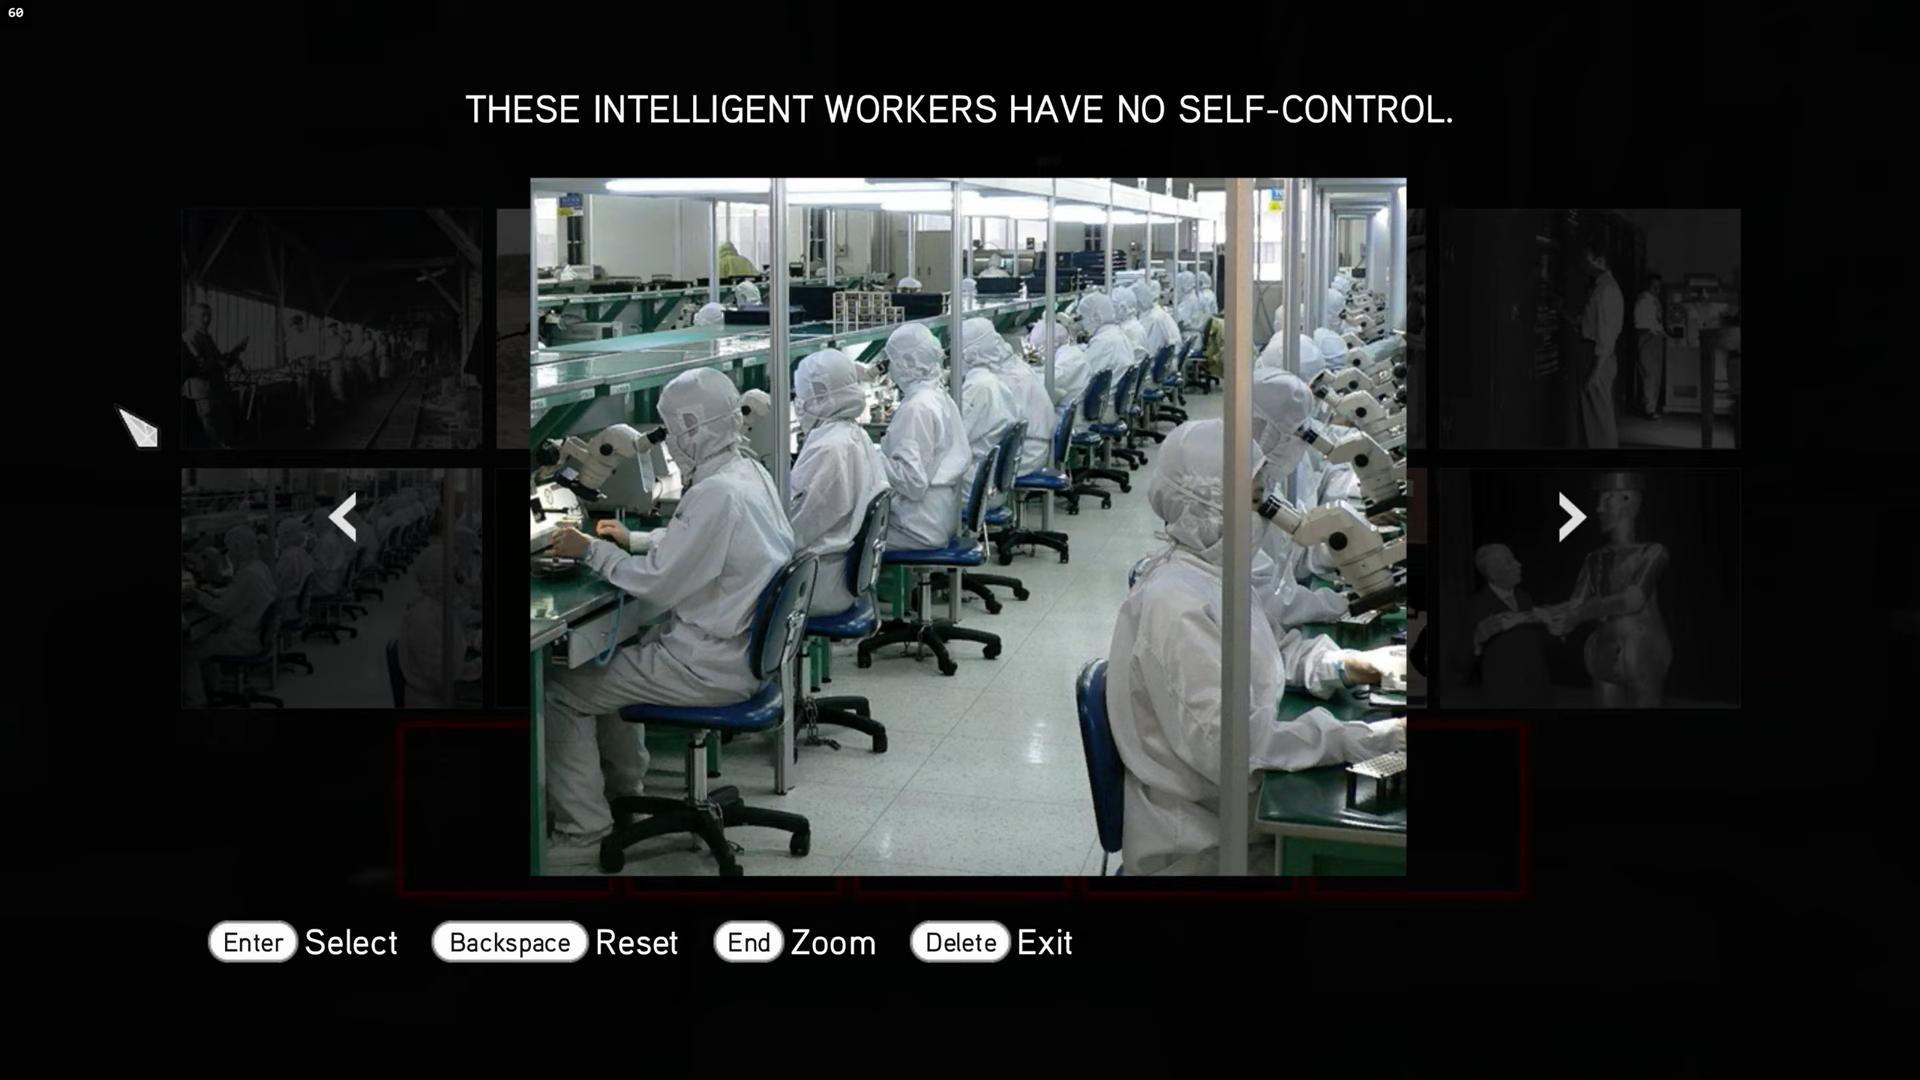 60
THESE INTELLIGENT WORKERS HAVE NO SELF-CONTROL.
Enter Select Backspace Reset End Zoom Delete Exit